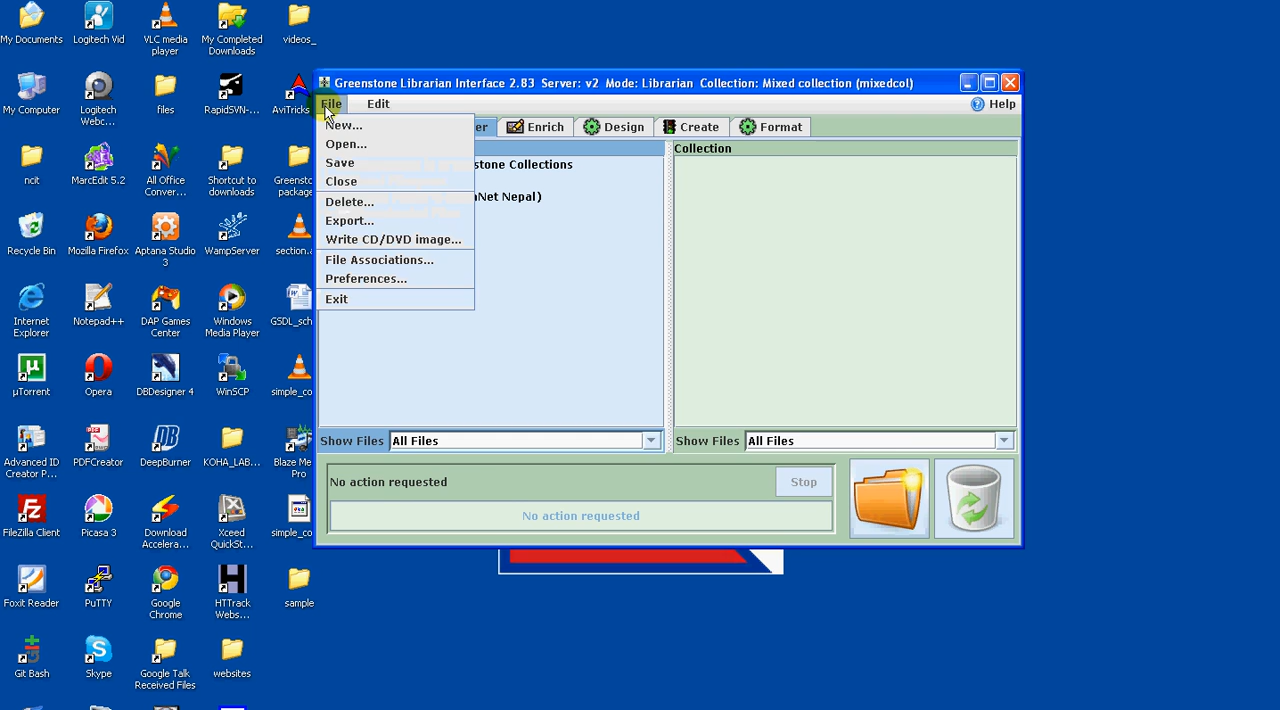 My Documents
Logitech Vid
VLC media
player
My Completed
Downloads
videos_
My Computer
Logitech
Webc...
files
RapidSVN-...
AviTricks
ncit
MarcEdit 5.2
All Office
Conver...
Shortcut to
downloads
Greenst
package
Recycle Bin
Mozilla Firefox
Aptana Studio
3
WampServer
section.
Internet
Explorer
Notepad++
DAP Games
Center
Windows
Media Player
GSDL_sch
µTorrent
Opera
DBDesigner 4
WinSCP
simple_co
Advanced ID
Creator P...
PDFCreator
DeepBurner
KOHA_LAB...
Blaze Me
Pro
FileZilla Client
Picasa 3
Download
Accelera...
Xceed
QuickSt...
simple_co
Foxit Reader
PuTTY
Google
Chrome
HTTrack
Webs...
sample
Git Bash
Skype
Google Talk
Received Files
websites
Greenstone Librarian Interface 2.83 Server: v2 Mode: Librarian Collection: Mixed collection (mixedcol)
File Edit Help
New...
Open...
Save
Close
Delete...
Export...
Write CD/DVD image...
File Associations...
Preferences...
Exit
er Enrich Design Create Format
stone Collections
Net Nepal)
Collection
Show Files All Files
Show Files All Files
No action requested Stop
No action requested